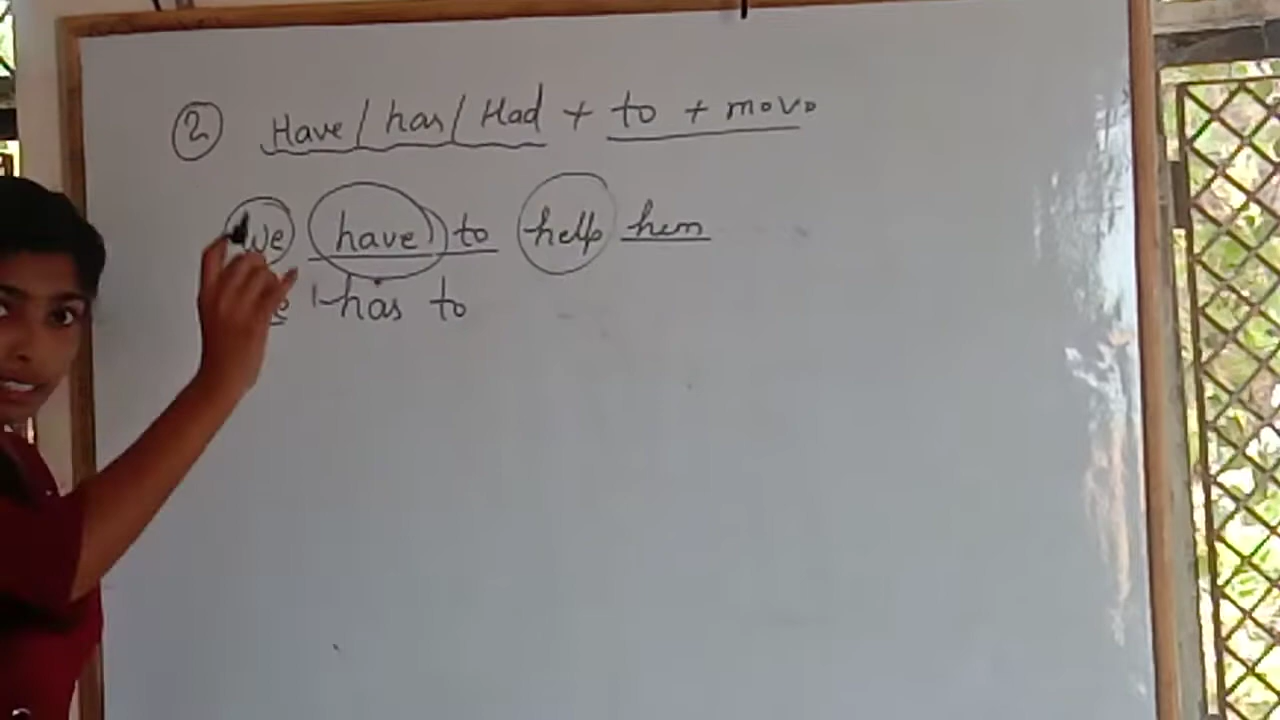 2 Have / has / Had + to + movo
We have to help him
has to